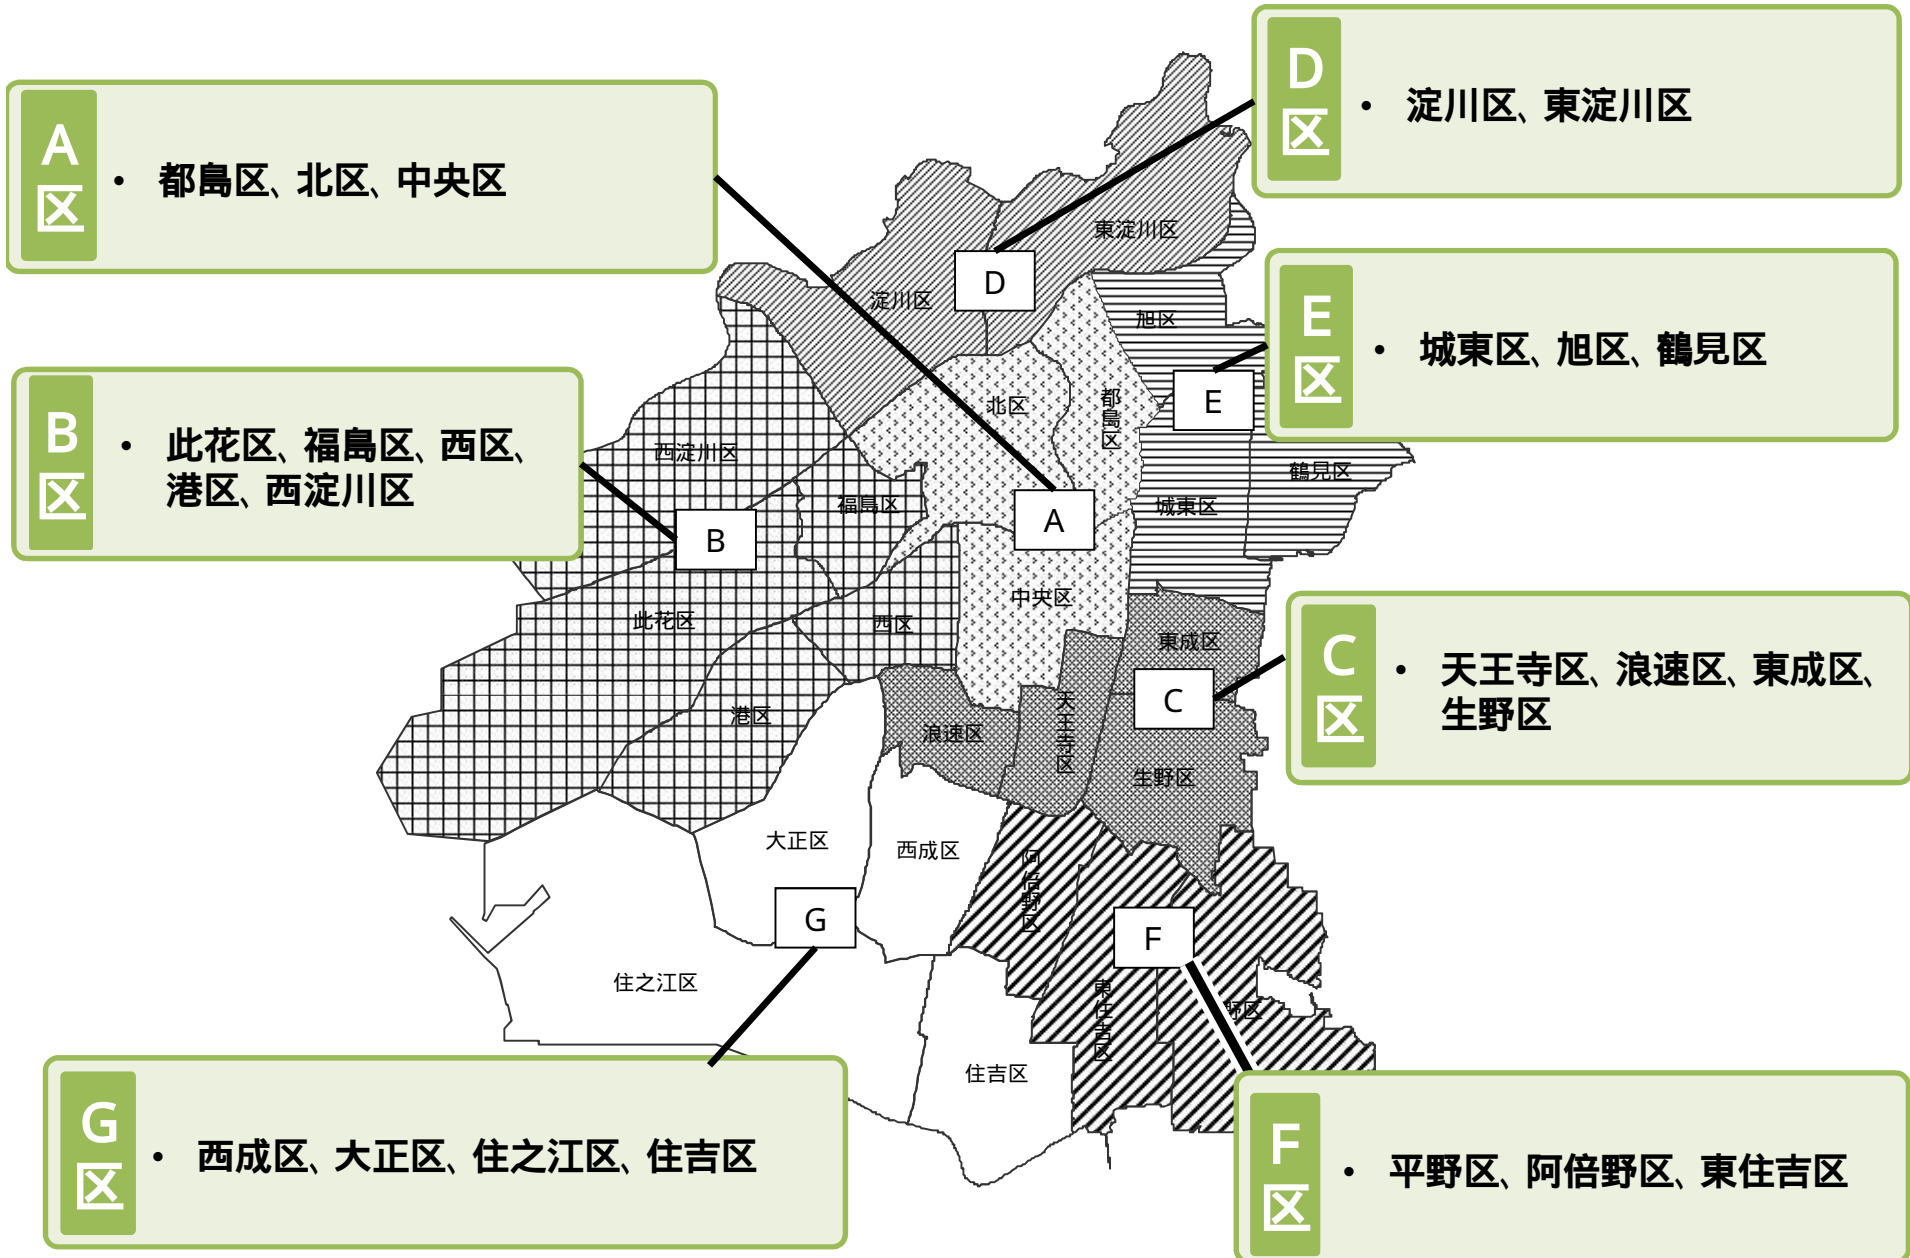 A
区
• 都島区、北区、中央区
B
区
• 此花区、福島区、西区、
港区、西淀川区
G
区
• 西成区、大正区、住之江区、住吉区
D
区
• 淀川区、東淀川区
E
区
• 城東区、旭区、鶴見区
C
区
• 天王寺区、浪速区、東成区、
生野区
F
区
• 平野区、阿倍野区、東住吉区
東淀川区
D
淀川区
旭区
E
北区
都島区
西淀川区
鶴見区
福島区
城東区
A
B
中央区
此花区
西区
東成区
C
天王寺区
港区
浪速区
生野区
大正区
西成区
阿倍野区
G
F
住之江区
東住吉区
野区
住吉区